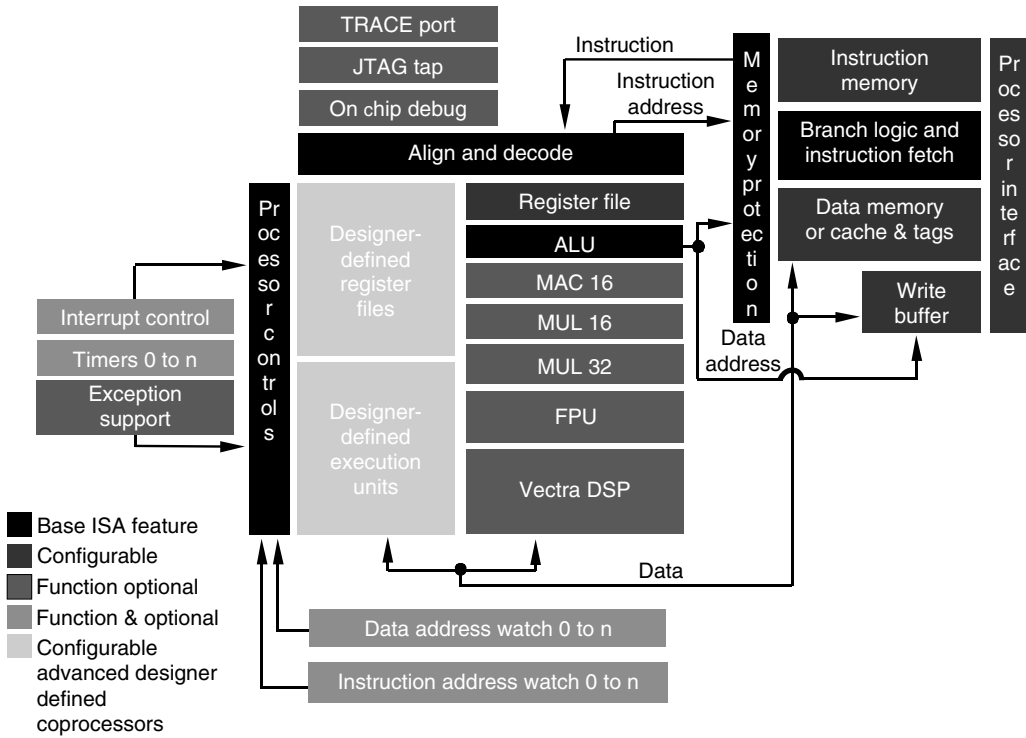 TRACE port
JTAG tap
On chip debug
Instruction
Instruction
address
Align and decode
M
e
m
or
y
pr
ot
ec
ti
o
n
Instruction
memory
Branch logic and
instruction fetch
Data memory
or cache & tags
Write
buffer
Pr
oc
es
so
r
in
te
rf
ac
e
Pr
oc
es
so
r
c
on
tr
ol
s
Designer-
defined
register
files
Designer-
defined
execution
units
Register file
ALU
MAC 16
MUL 16
MUL 32
FPU
Vectra DSP
Data
address
Interrupt control
Timers 0 to n
Exception
support
Data
Base ISA feature
Configurable
Function optional
Function & optional
Configurable
advanced designer
defined
coprocessors
Data address watch 0 to n
Instruction address watch 0 to n